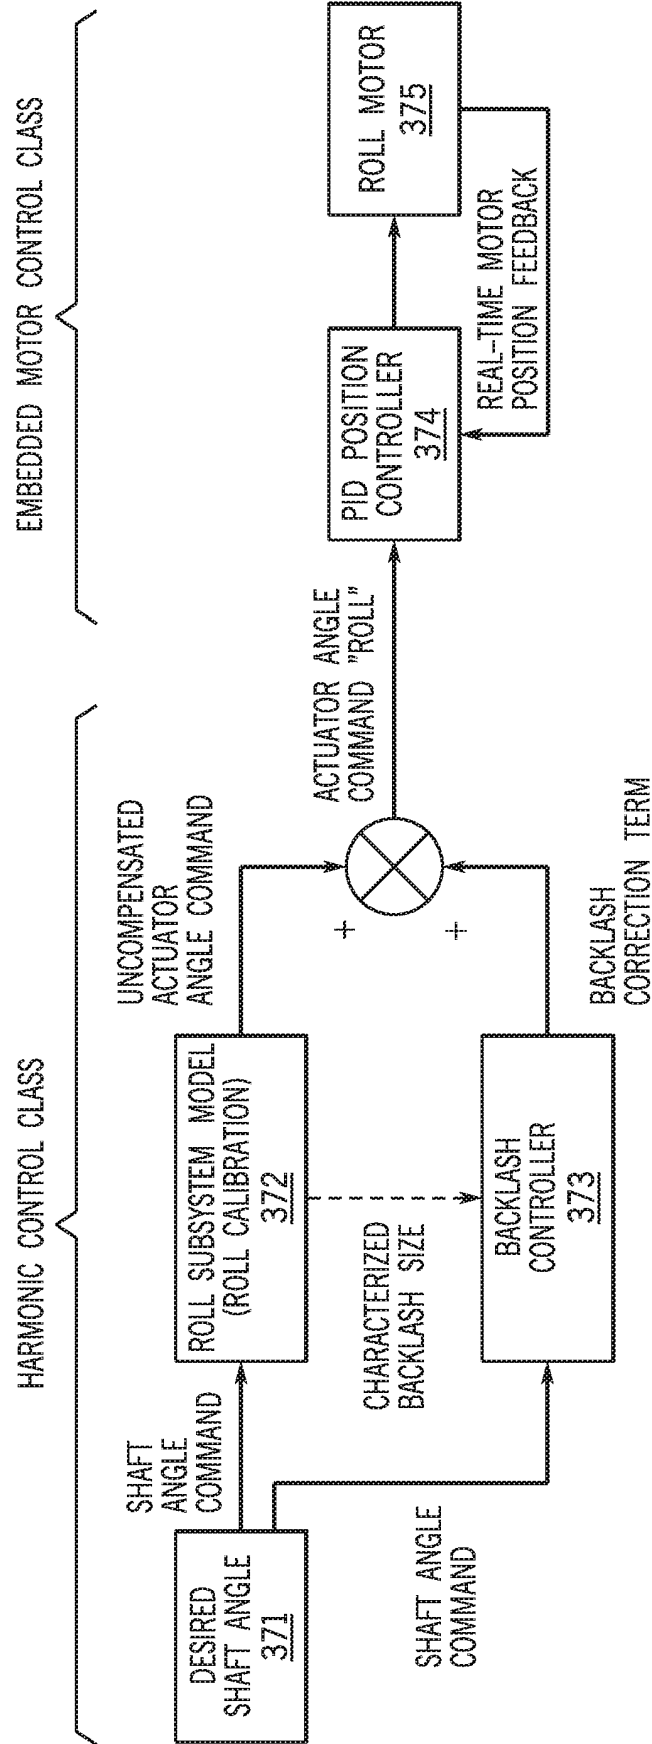 HARMONIC CONTROL CLASS
EMBEDDED MOTOR CONTROL CLASS
DESIRED
SHAFT ANGLE
371
SHAFT
ANGLE
COMMAND
SHAFT ANGLE
COMMAND
ROLL SUBSYSTEM MODEL
(ROLL CALIBRATION)
372
CHARACTERIZED
BACKLASH SIZE
BACKLASH
CONTROLLER
373
UNCOMPENSATED
ACTUATOR
ANGLE COMMAND
+
+
BACKLASH
CORRECTION TERM
ACTUATOR ANGLE
COMMAND "ROLL"
PID POSITION
CONTROLLER
374
ROLL MOTOR
375
REAL-TIME MOTOR
POSITION FEEDBACK